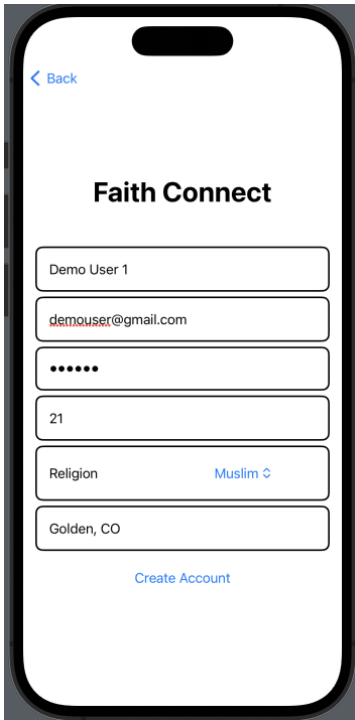 Back
Faith Connect
Demo User 1
demouser@gmail.com
••••••
21
Religion Muslim
Golden, CO
Create Account